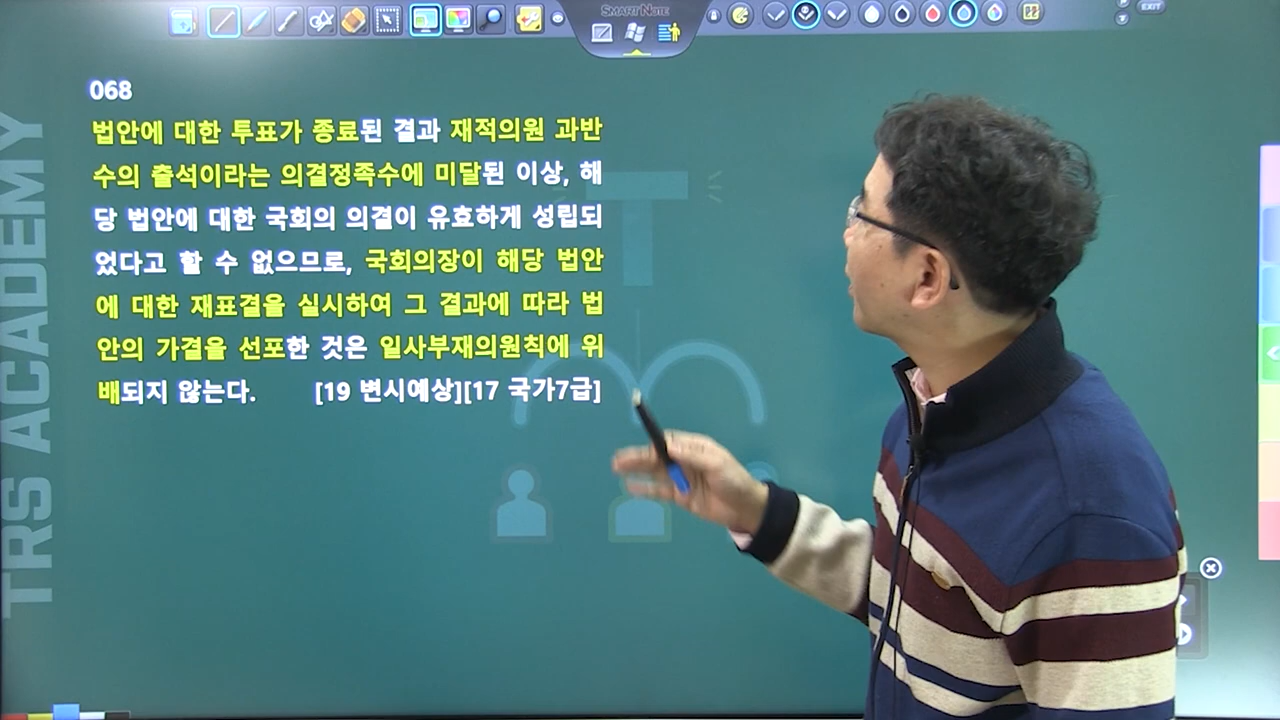 SMART NOTE
EXIT
068
법안에 대한 투표가 종료된 결과 재적의원 과반
수의 출석이라는 의결정족수에 미달된 이상, 해
당 법안에 대한 국회의 의결이 유효하게 성립되
었다고 할 수 없으므로, 국회의장이 해당 법안
에 대한 재표결을 실시하여 그 결과에 따라 법
안의 가결을 선포한 것은 일사부재의원칙에 위
배되지 않는다. [19 변시예상][17 국가7급]
TRS ACADEMY